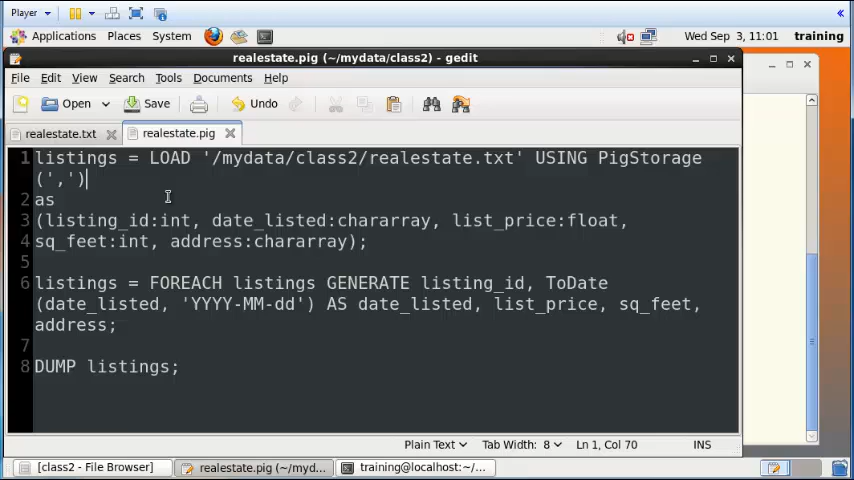 Player
«
Applications Places System
Wed Sep 3, 11:01 training
realestate.pig (~/mydata/class2) - gedit
File Edit View Search Tools Documents Help
Open Save Undo
realestate.txt realestate.pig
1 listings = LOAD '/mydata/class2/realestate.txt' USING PigStorage
(',')
2 as
3 (listing_id:int, date_listed:chararray, list_price:float,
4 sq_feet:int, address:chararray);
5
6 listings = FOREACH listings GENERATE listing_id, ToDate
(date_listed, 'YYYY-MM-dd') AS date_listed, list_price, sq_feet,
address;
7
8 DUMP listings;
Plain Text Tab Width: 8 Ln 1, Col 70 INS
[class2 - File Browser] realestate.pig (~/myd... training@localhost:~/...